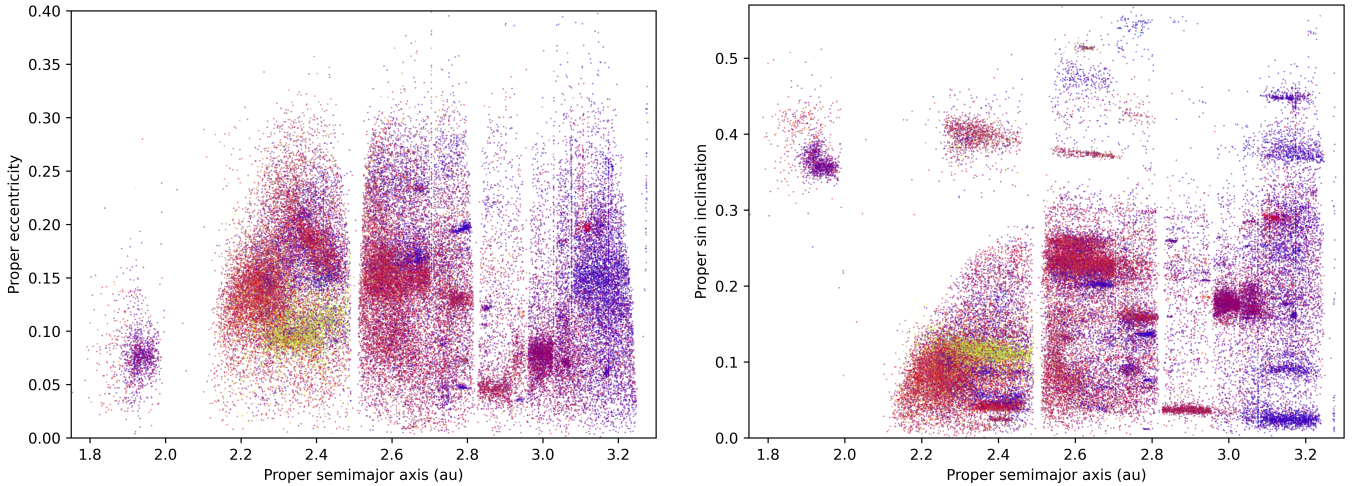 0.40
0.35
0.30
0.25
0.20
0.15
0.10
0.05
0.00
Proper eccentricity
1.8 2.0 2.2 2.4 2.6 2.8 3.0 3.2
Proper semimajor axis (au)
0.5
0.4
0.3
0.2
0.1
0.0
Proper sin inclination
1.8 2.0 2.2 2.4 2.6 2.8 3.0 3.2
Proper semimajor axis (au)